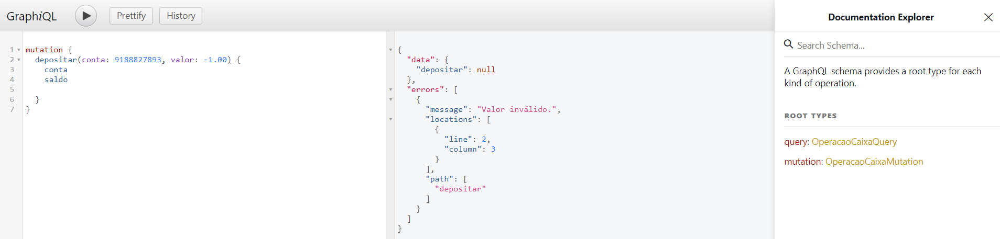 GraphiQL
Prettify
History
1 mutation {
2 depositar(conta: 9188827893, valor: -1.00) {
3 conta
4 saldo
5
6 }
7 }
{
"data": {
"depositar": null
},
"errors": [
{
"message": "Valor inválido.",
"locations": [
{
"line": 2,
"column": 3
}
],
"path": [
"depositar"
]
}
]
}
Documentation Explorer
Search Schema...
A GraphQL schema provides a root type for each
kind of operation.
ROOT TYPES
query: OperacaoCaixaQuery
mutation: OperacaoCaixaMutation